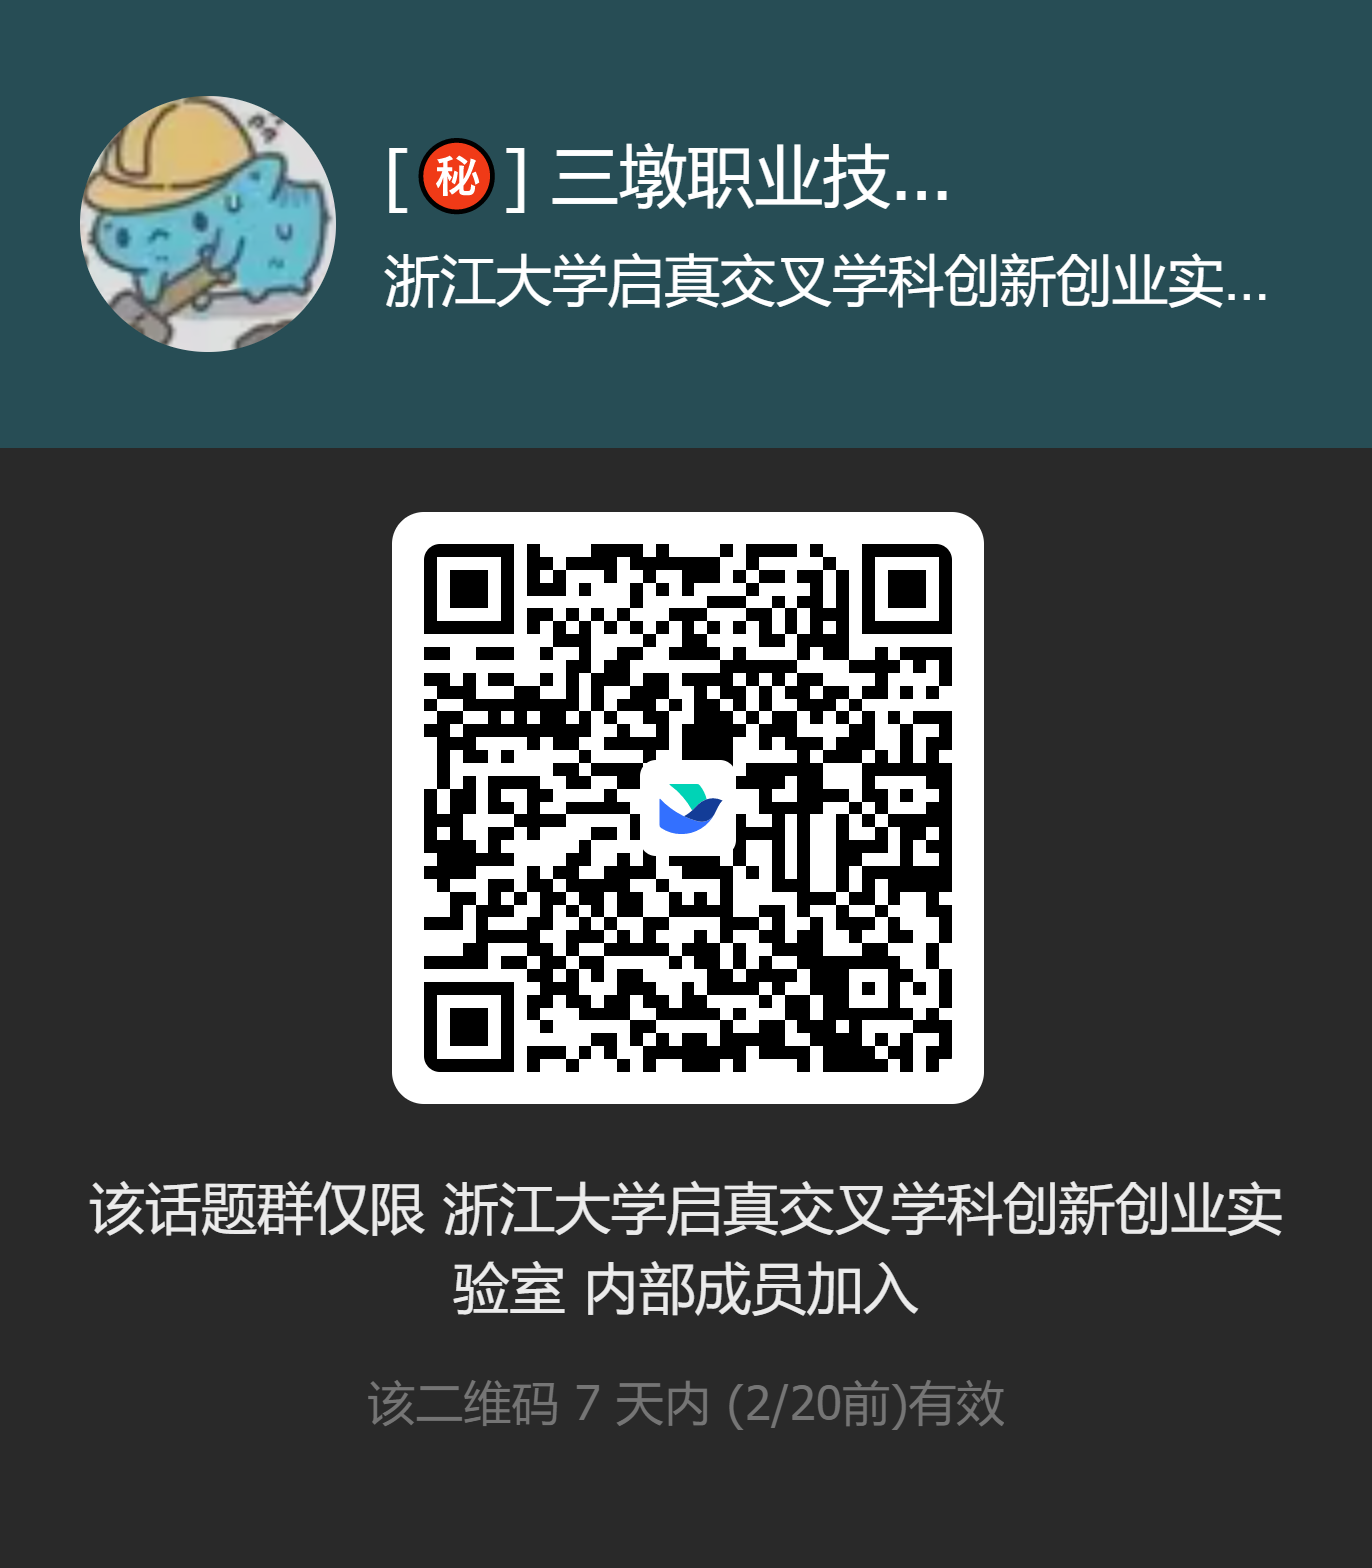 [㊙] 三墩职业技...
浙江大学启真交叉学科创新创业实...
该话题群仅限 浙江大学启真交叉学科创新创业实
验室 内部成员加入
该二维码 7 天内 (2/20前)有效